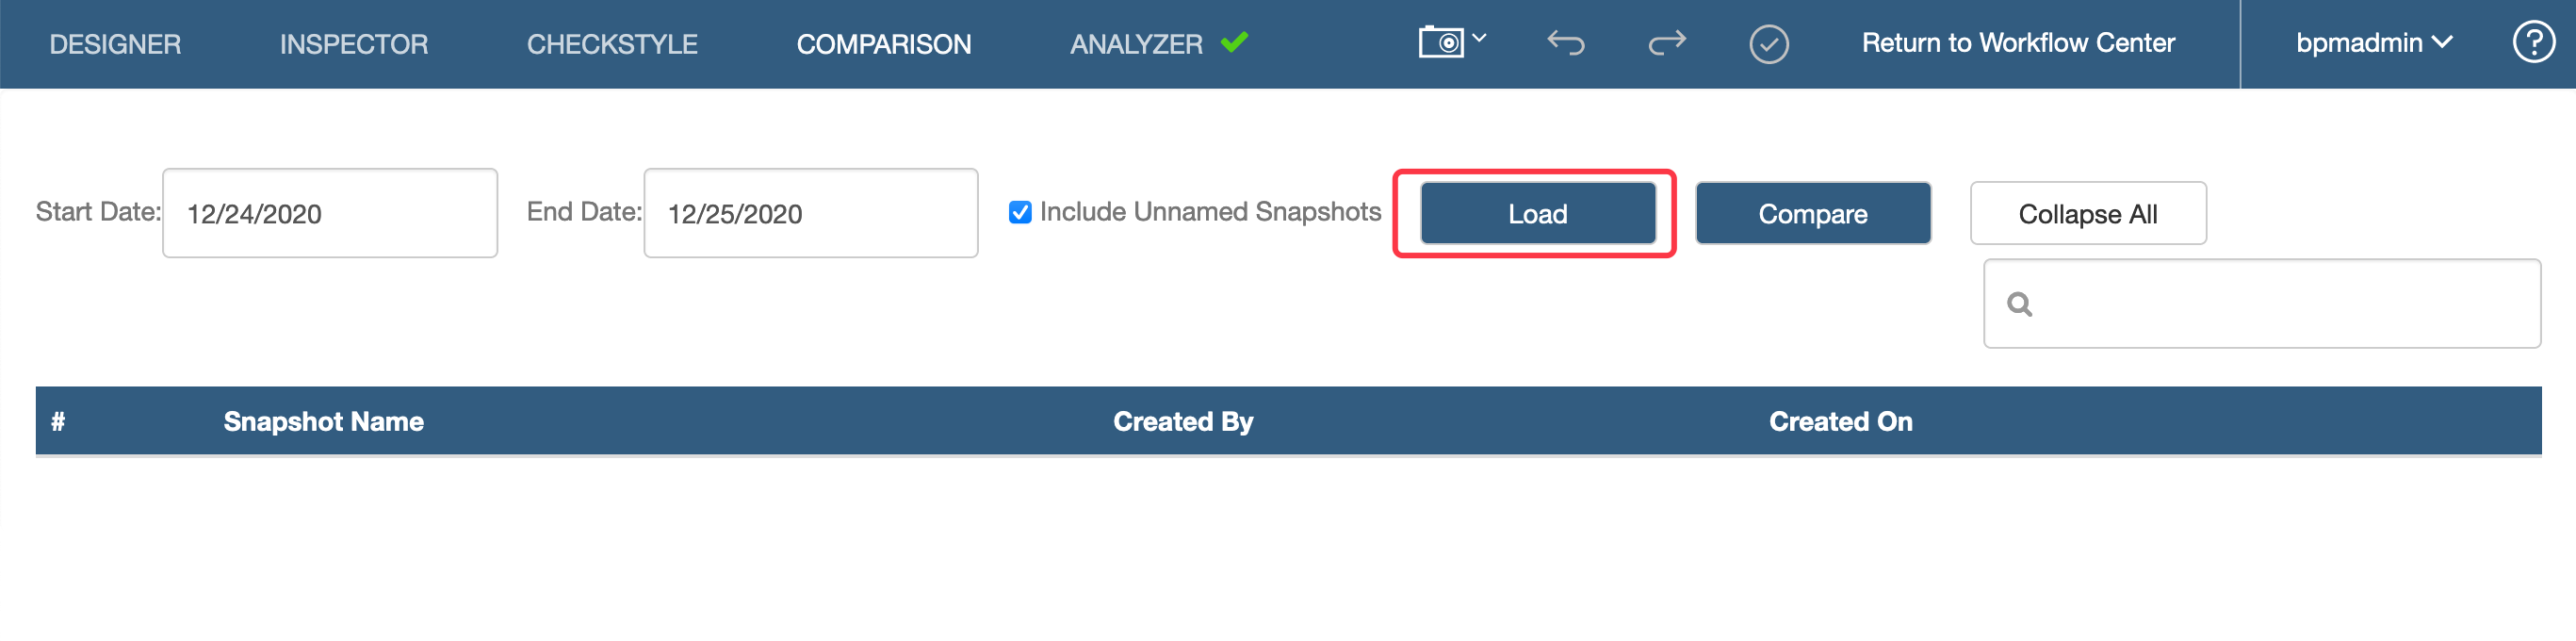 DESIGNER INSPECTOR CHECKSTYLE COMPARISON ANALYZER Return to Workflow Center bpmadmin ?
Start Date: 12/24/2020 End Date: 12/25/2020 Include Unnamed Snapshots Load Compare Collapse All
# Snapshot Name Created By Created On